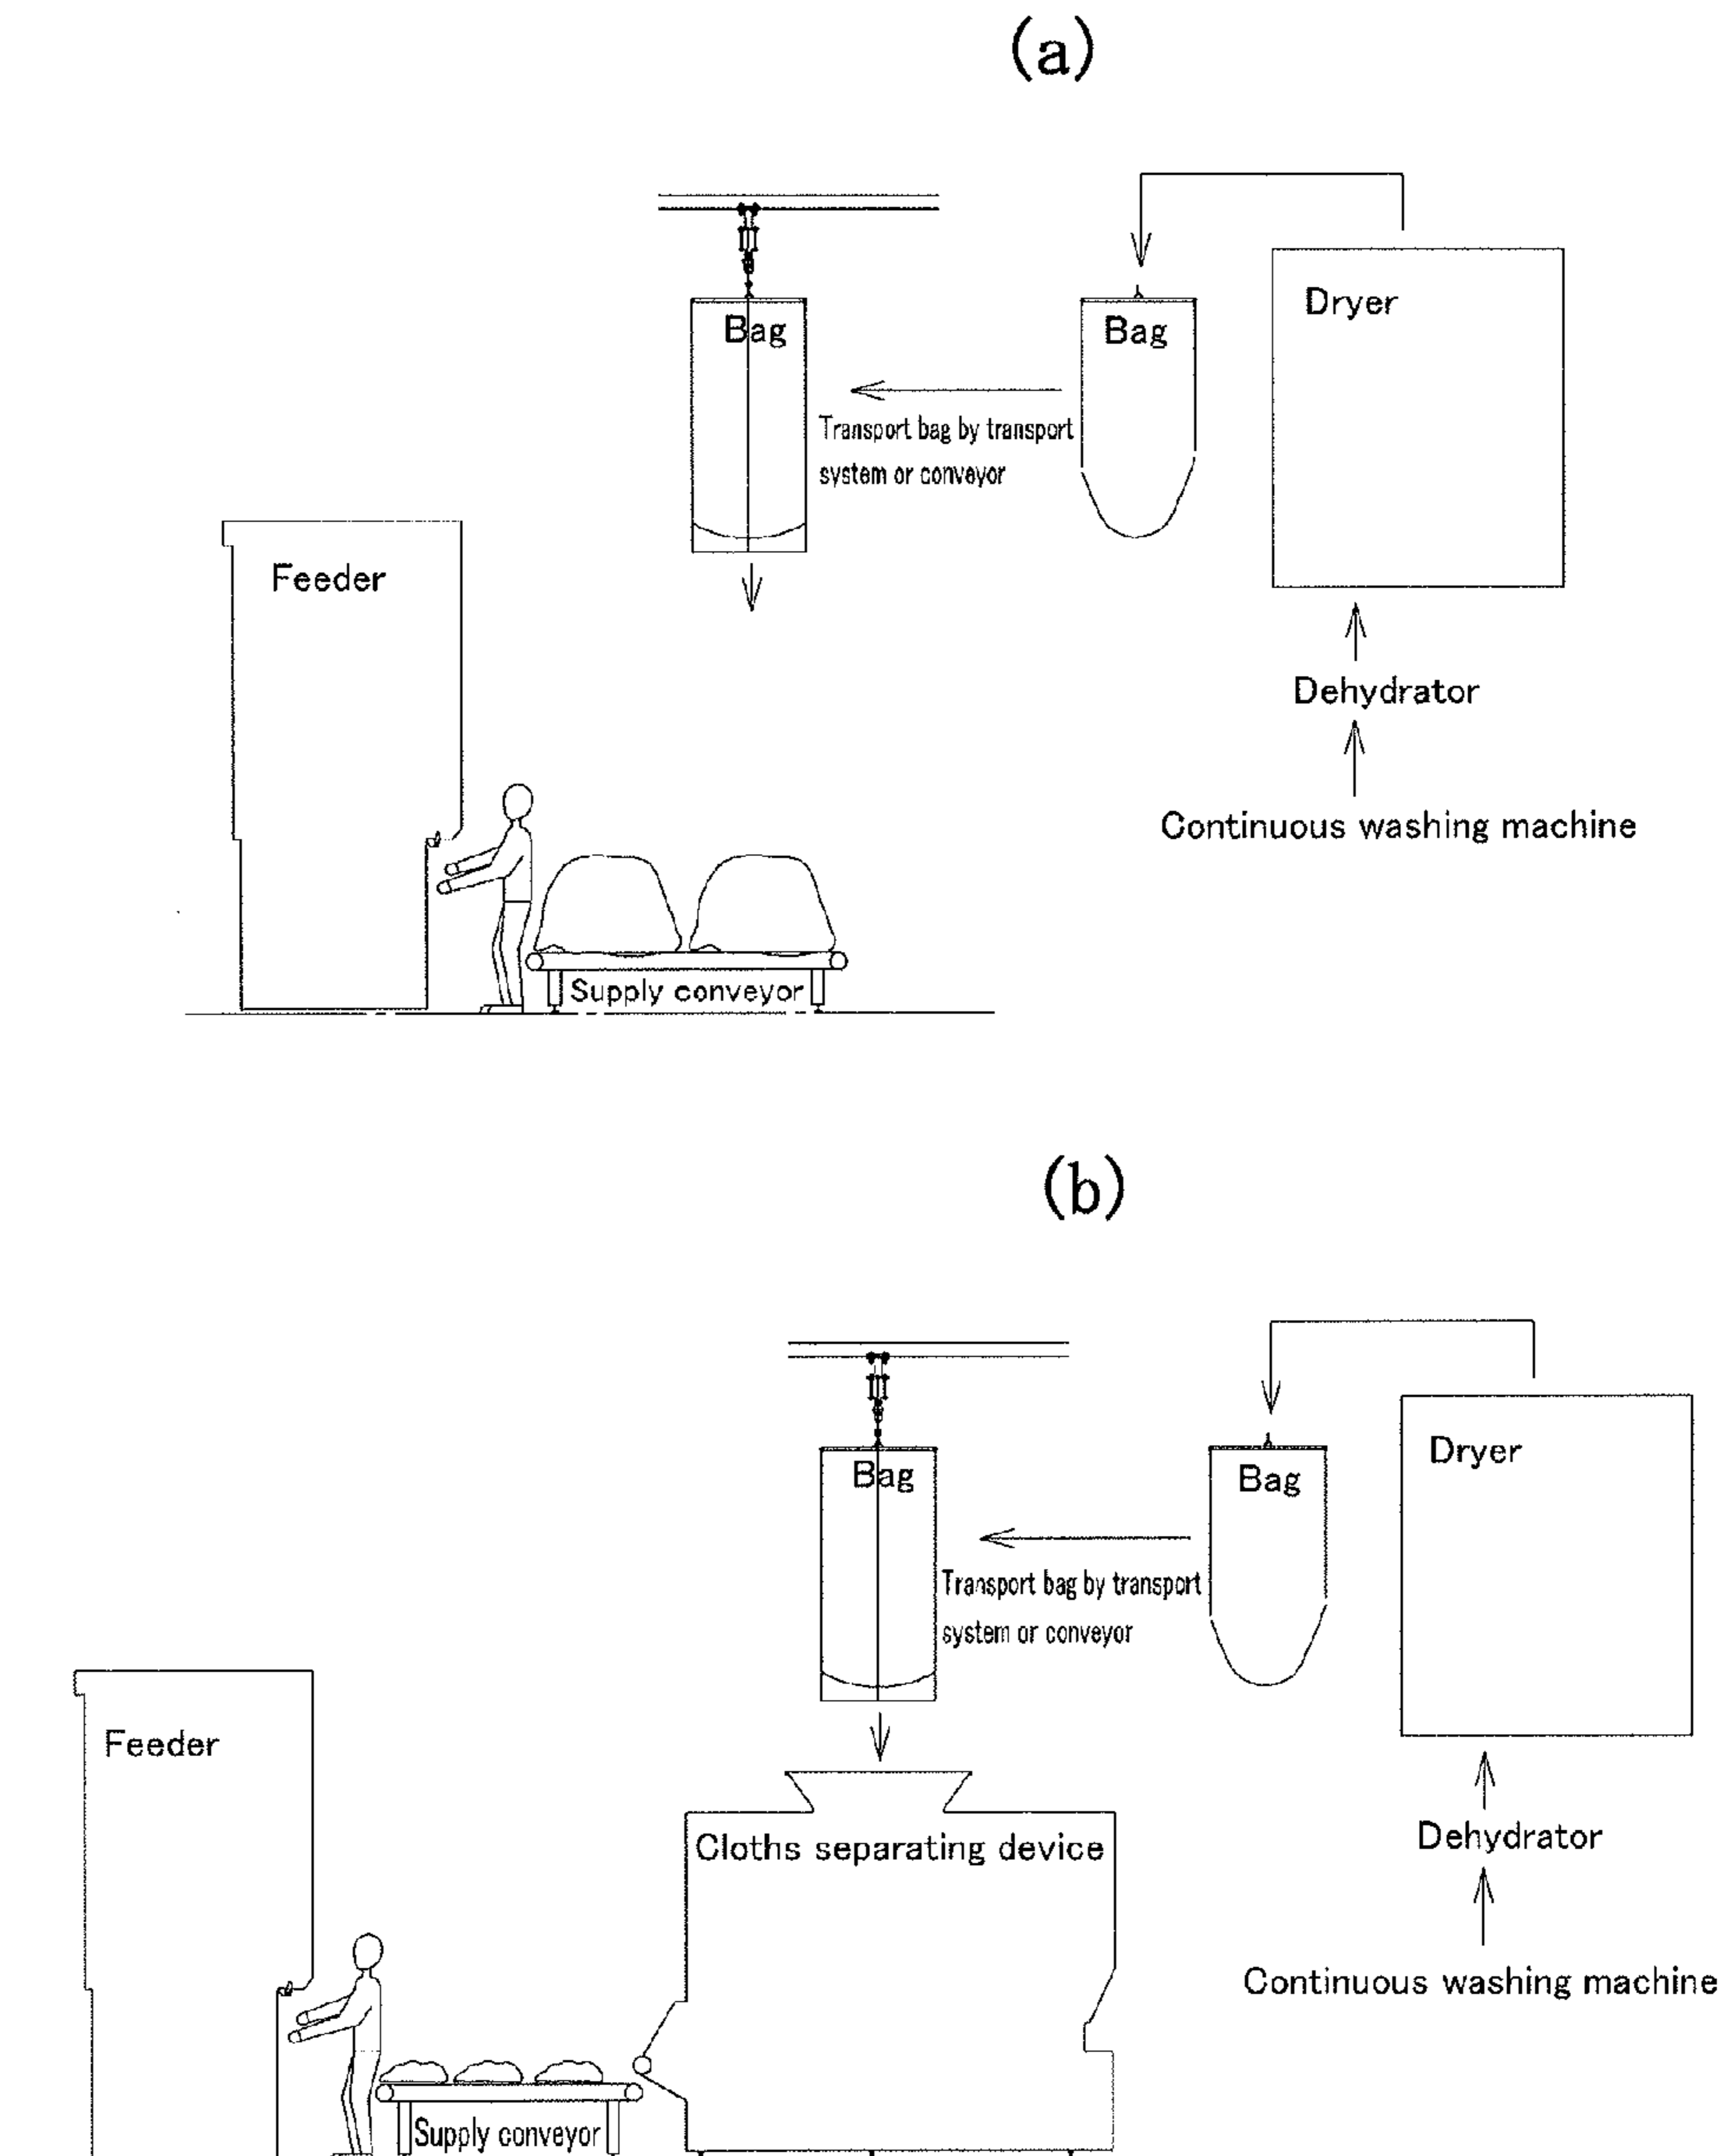 (a)
Bag
Bag
Dryer
Transport bag by transport
system or conveyor
Feeder
Dehydrator
Continuous washing machine
Supply conveyor
(b)
Bag
Bag
Dryer
Transport bag by transport
system or conveyor
Feeder
Cloths separating device
Dehydrator
Continuous washing machine
Supply conveyor